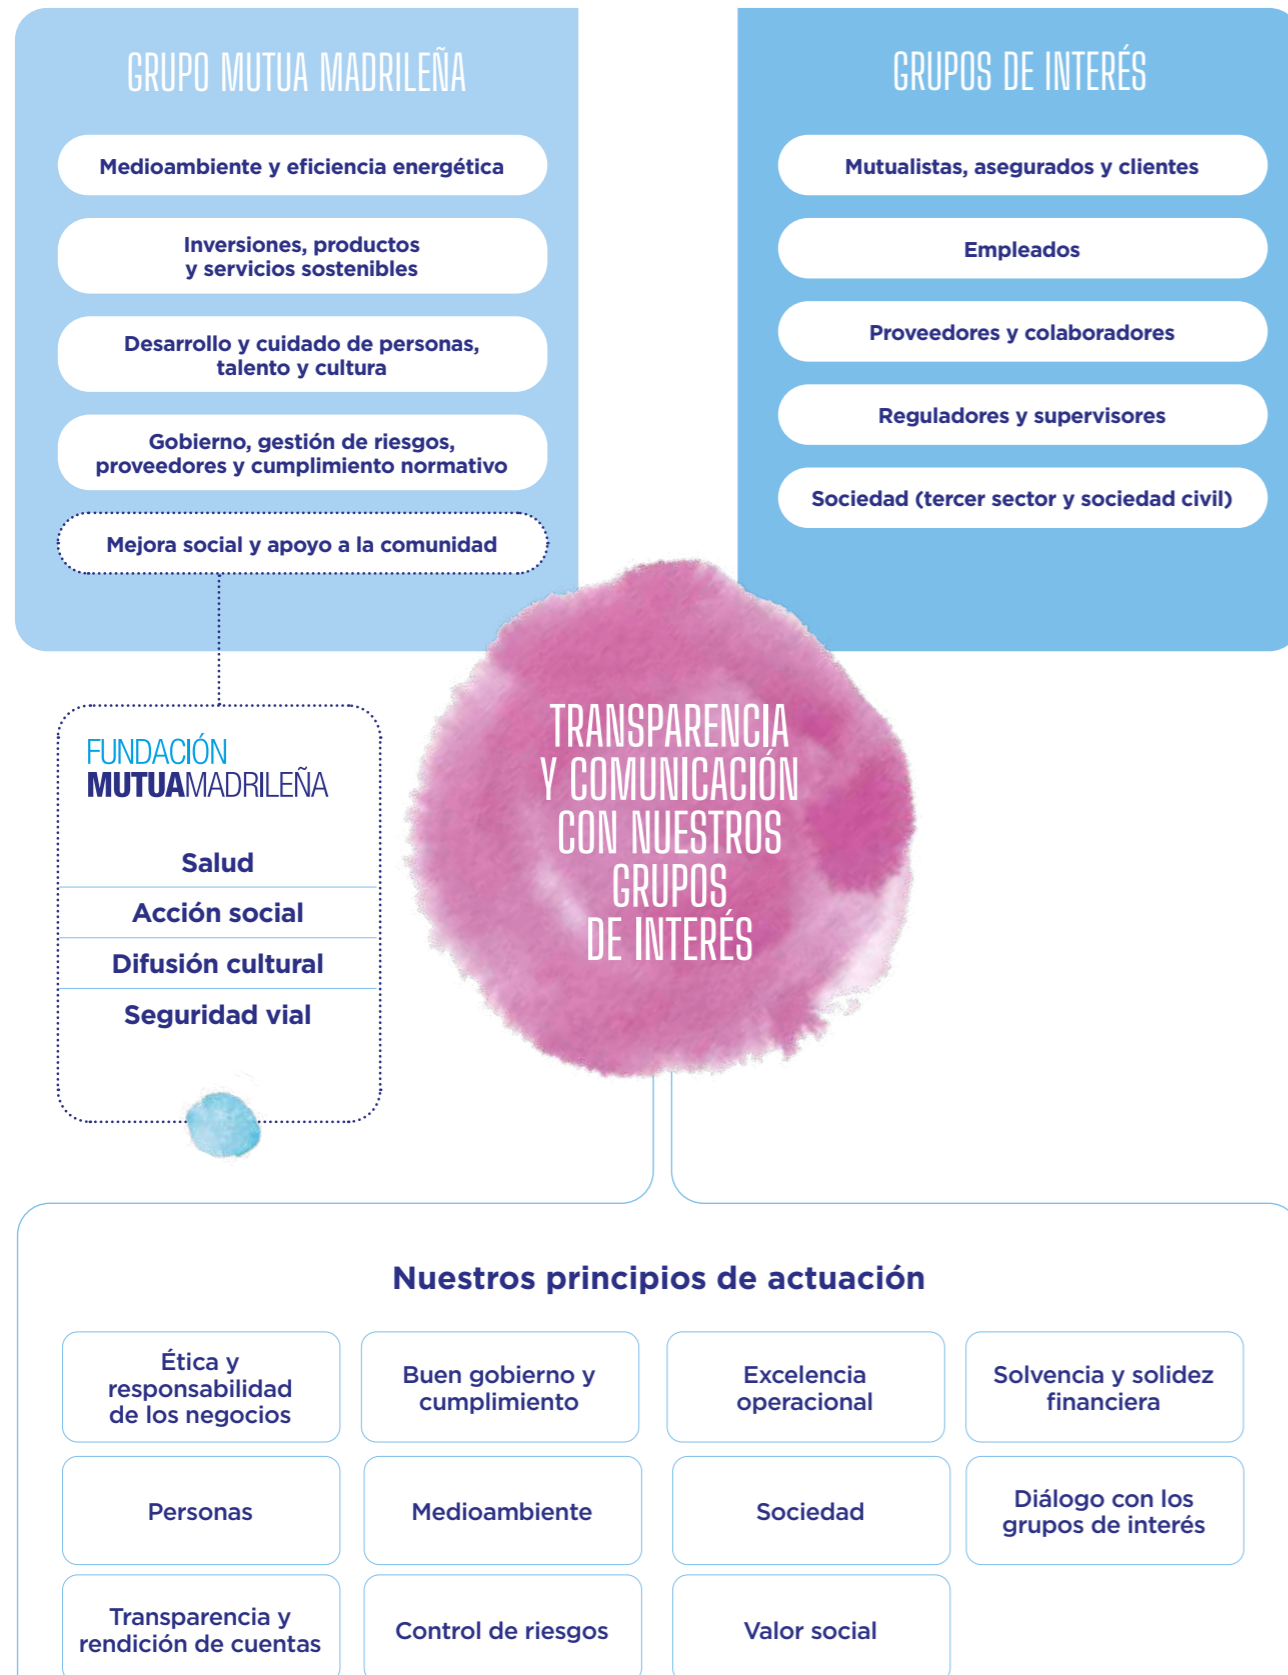 GRUPO MUTUA MADRILEÑA
Medioambiente y eficiencia energética
Inversiones, productos
y servicios sostenibles
Desarrollo y cuidado de personas,
talento y cultura
Gobierno, gestión de riesgos,
proveedores y cumplimiento normativo
Mejora social y apoyo a la comunidad
GRUPOS DE INTERÉS
Mutualistas, asegurados y clientes
Empleados
Proveedores y colaboradores
Reguladores y supervisores
Sociedad (tercer sector y sociedad civil)
FUNDACIÓN
MUTUAMADRILEÑA
Salud
Acción social
Difusión cultural
Seguridad vial
TRANSPARENCIA
Y COMUNICACIÓN
CON NUESTROS
GRUPOS
DE INTERÉS
Nuestros principios de actuación
Ética y
responsabilidad
de los negocios
Buen gobierno y
cumplimiento
Excelencia
operacional
Solvencia y solidez
financiera
Personas
Medioambiente
Sociedad
Diálogo con los
grupos de interés
Transparencia y
rendición de cuentas
Control de riesgos
Valor social